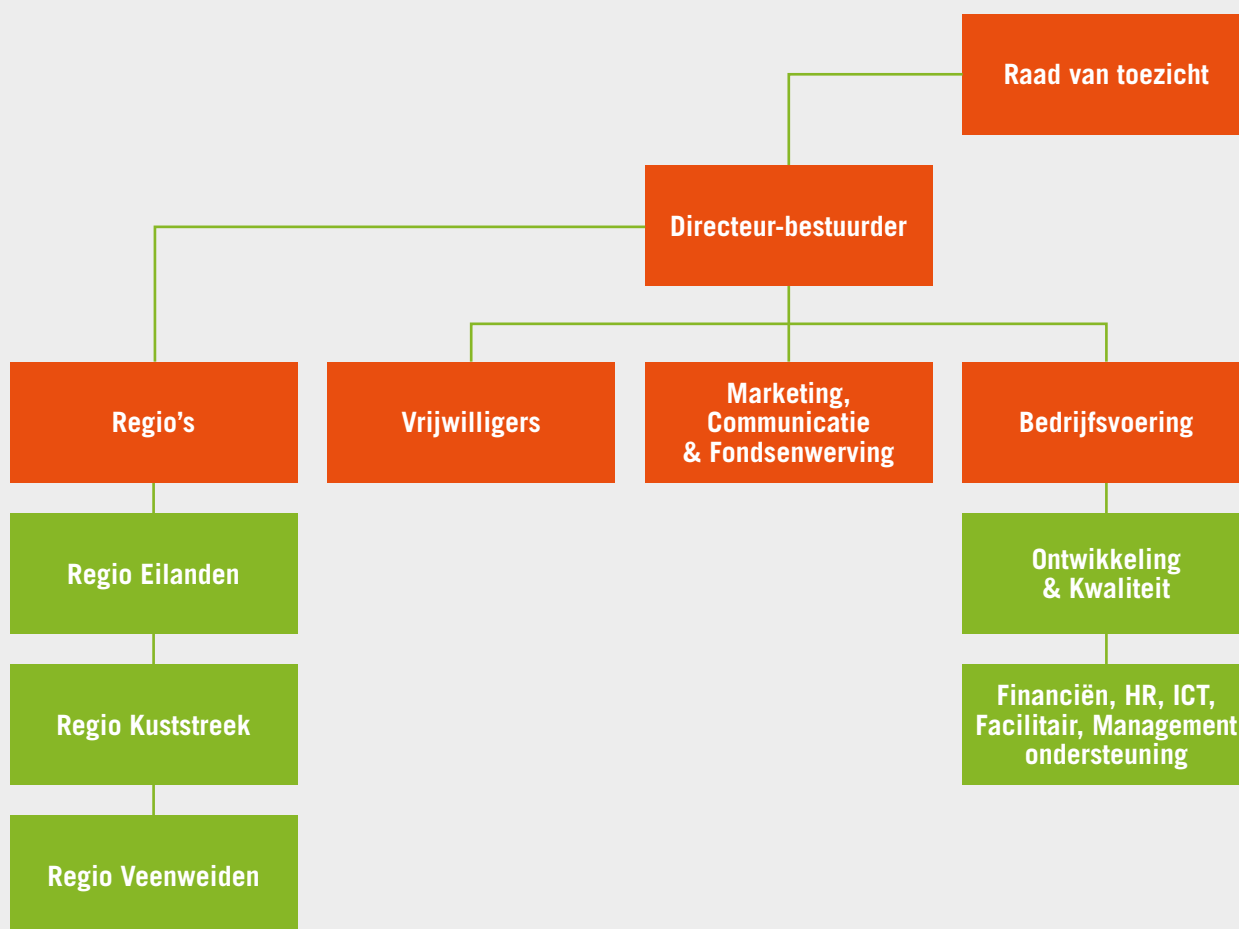 Raad van toezicht
Directeur-bestuurder
Regio’s
Vrijwilligers
Marketing,
Communicatie
& Fondsenwerving
Bedrijfsvoering
Regio Eilanden
Ontwikkeling
& Kwaliteit
Regio Kuststreek
Financiën, HR, ICT,
Facilitair, Management
ondersteuning
Regio Veenweiden